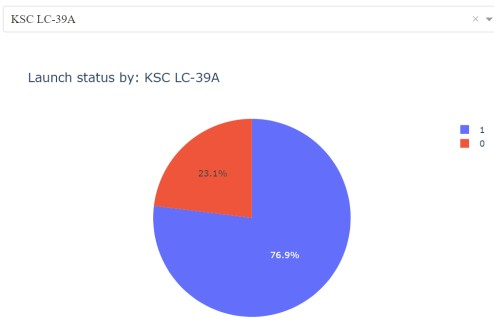 KSC LC-39A
Launch status by: KSC LC-39A
1
0
23.1%
76.9%